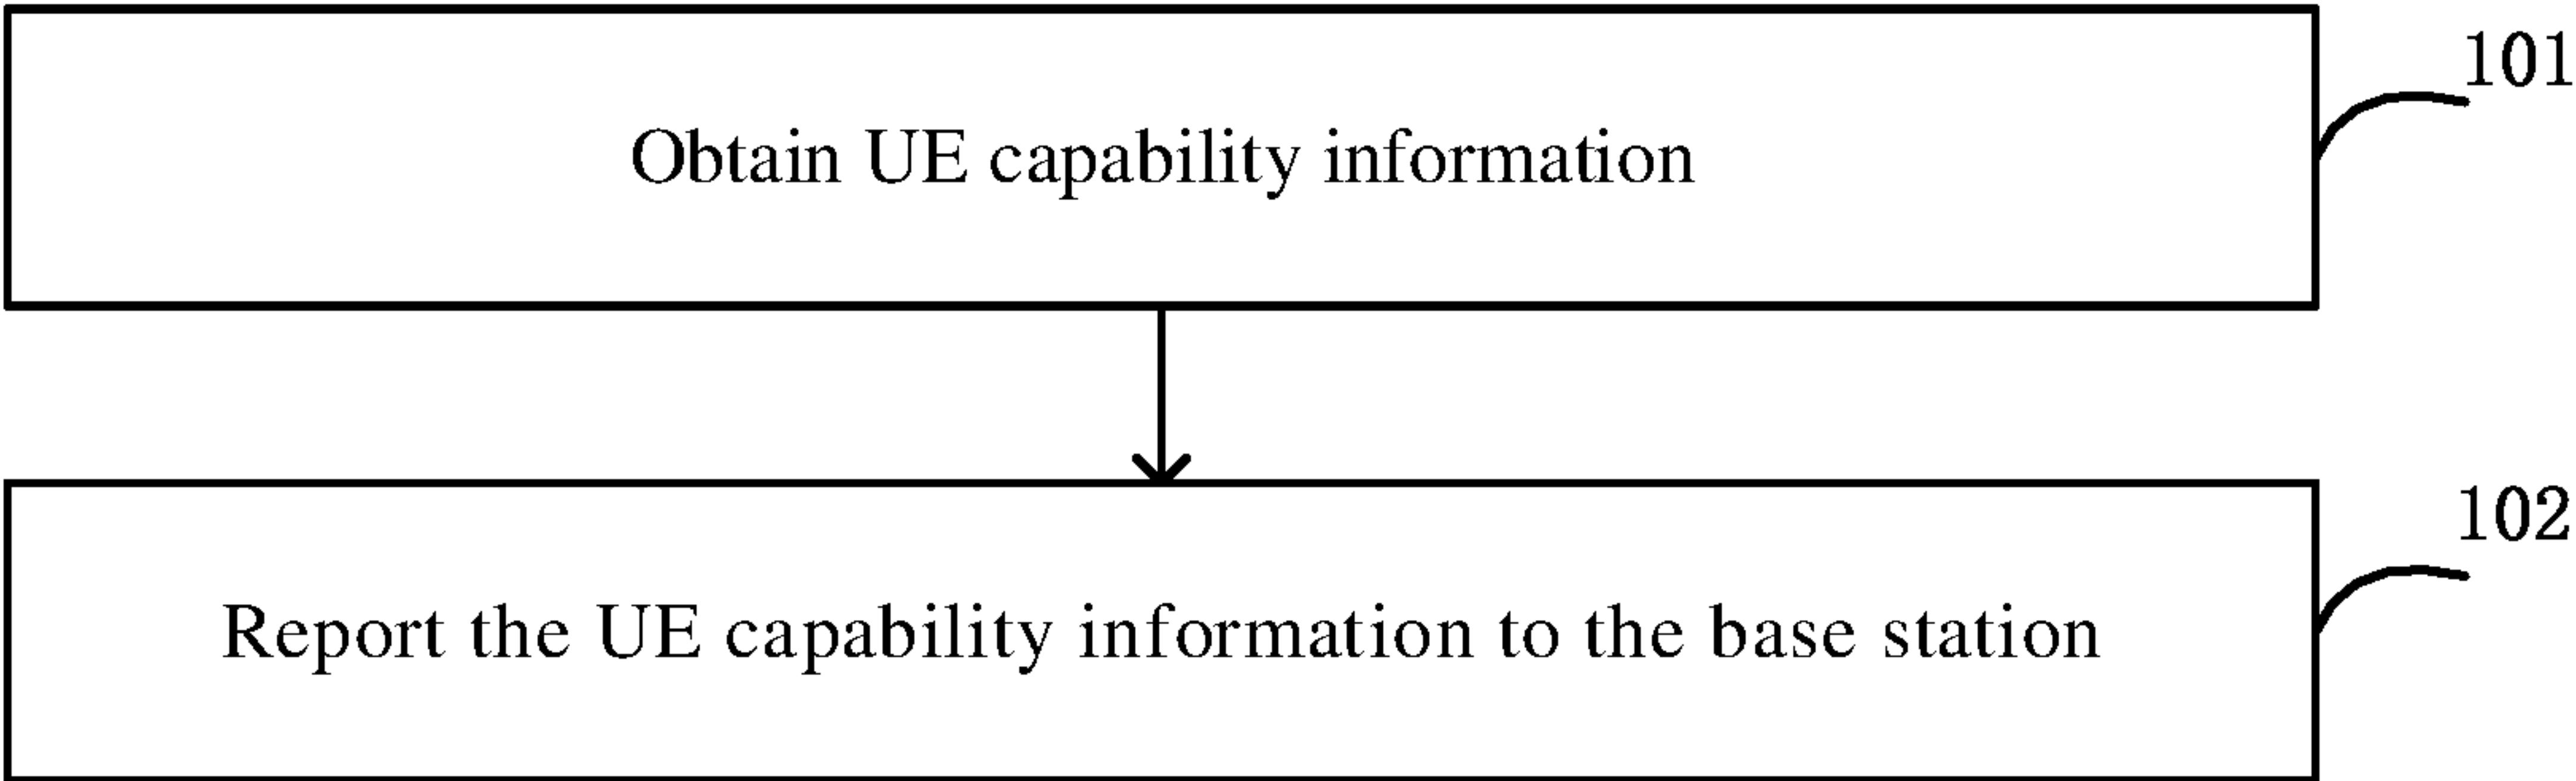 101
Obtain UE capability information
102
Report the UE capability information to the base station